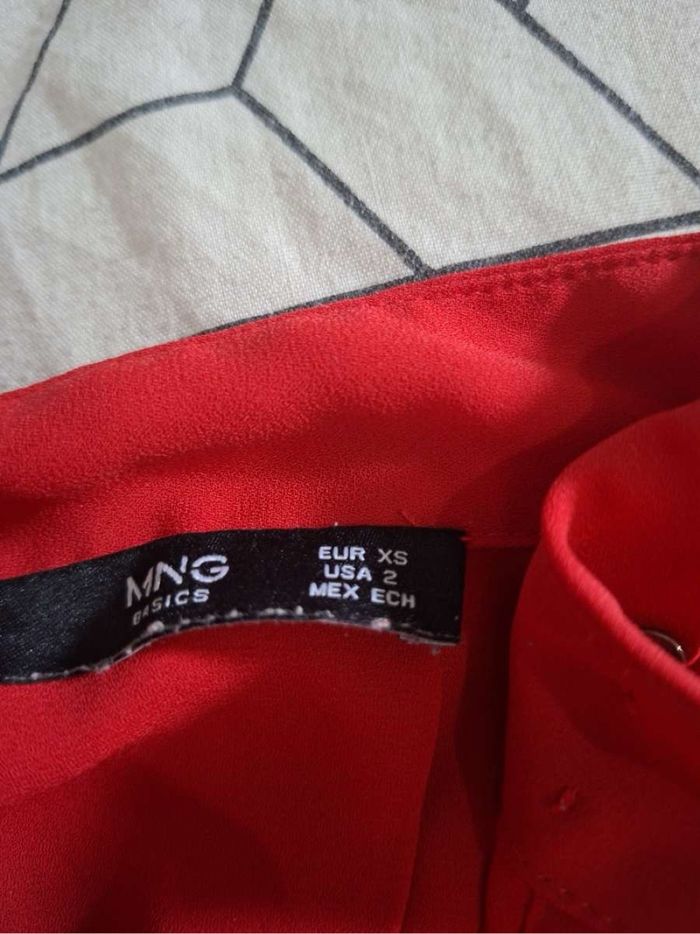 MNG
BASICS
EUR XS
USA 2
MEX ECH